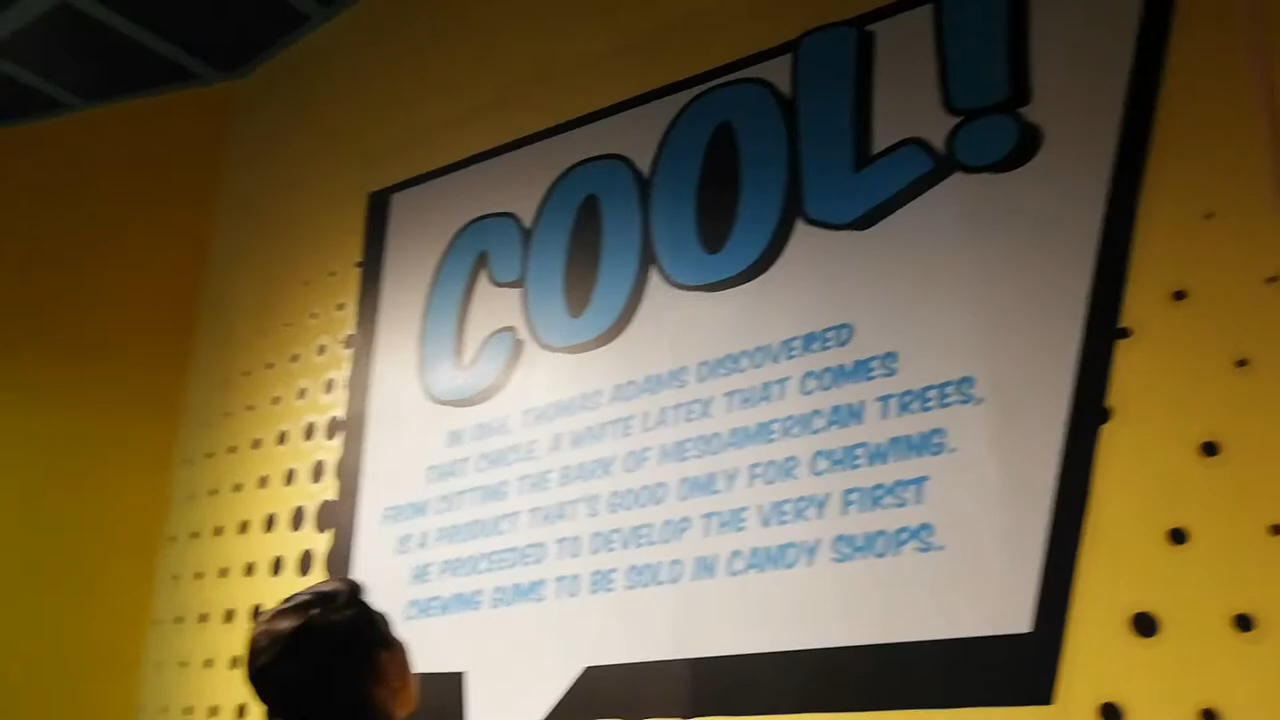 COOL!
IN THOMAS ADAMS DISCOVERED
THAT CHICLE, A WHITE LATEX THAT COMES
FROM CUTTING THE BARK OF MESOAMERICAN TREES,
IS A PRODUCT THAT'S GOOD ONLY FOR CHEWING.
HE PROCEEDED TO DEVELOP THE VERY FIRST
CHEWING GUMS TO BE SOLD IN CANDY SHOPS.